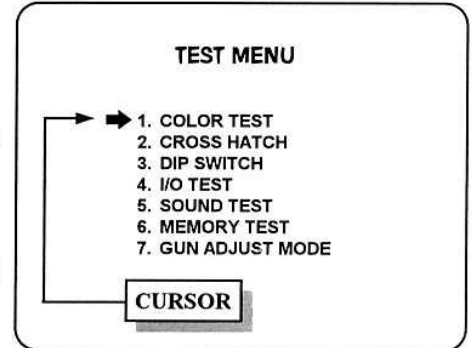 TEST MENU
1. COLOR TEST
2. CROSS HATCH
3. DIP SWITCH
4. I/O TEST
5. SOUND TEST
6. MEMORY TEST
7. GUN ADJUST MODE
CURSOR